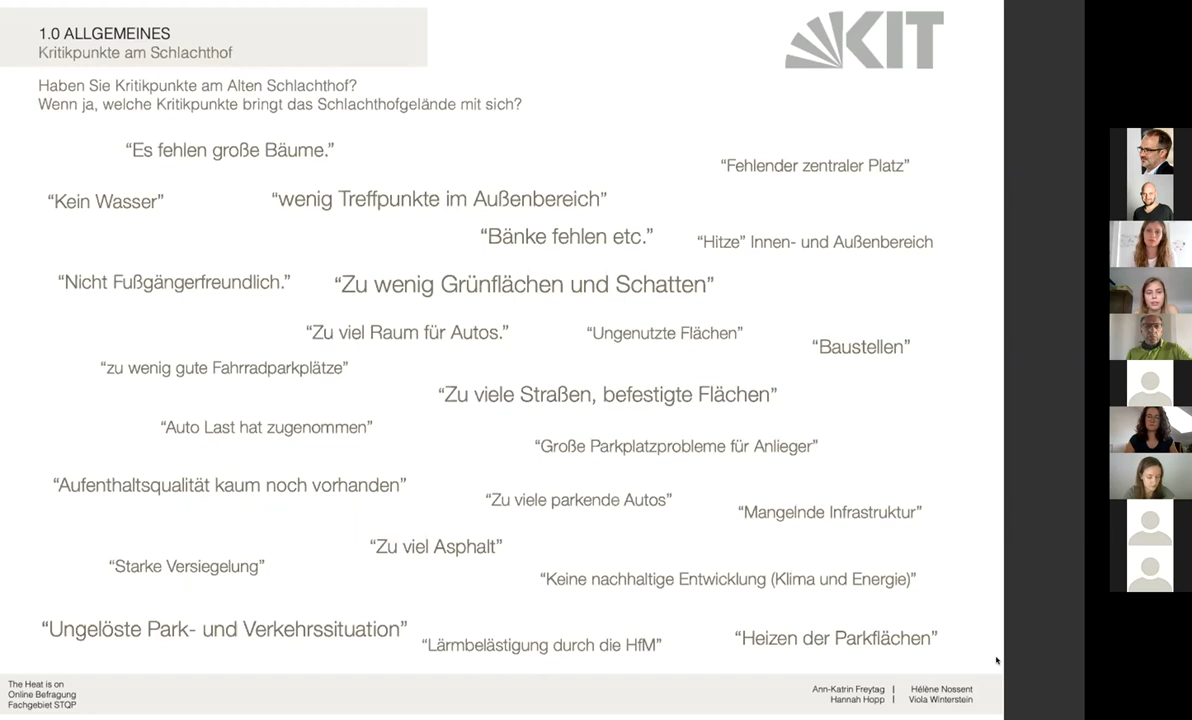 1.0 ALLGEMEINES
Kritikpunkte am Schlachthof
KIT
Haben Sie Kritikpunkte am Alten Schlachthof?
Wenn ja, welche Kritikpunkte bringt das Schlachthofgelände mit sich?
“Es fehlen große Bäume.”
“Fehlender zentraler Platz”
“Kein Wasser”
“wenig Treffpunkte im Außenbereich”
“Bänke fehlen etc.”
“Hitze” Innen- und Außenbereich
“Nicht Fußgängerfreundlich.”
“Zu wenig Grünflächen und Schatten”
“Zu viel Raum für Autos.”
“Ungenutzte Flächen”
“Baustellen”
“zu wenig gute Fahrradparkplätze”
“Zu viele Straßen, befestigte Flächen”
“Auto Last hat zugenommen”
“Große Parkplatzprobleme für Anlieger”
“Aufenthaltsqualität kaum noch vorhanden”
“Zu viele parkende Autos”
“Mangelnde Infrastruktur”
“Zu viel Asphalt”
“Starke Versiegelung”
“Keine nachhaltige Entwicklung (Klima und Energie)”
“Ungelöste Park- und Verkehrssituation”
“Lärmbelästigung durch die HfM”
“Heizen der Parkflächen”
The Heat is on
Online Befragung
Fachgebiet STQP
Ann-Katrin Freytag | Hélène Nossent
Hannah Hopp | Viola Winterstein